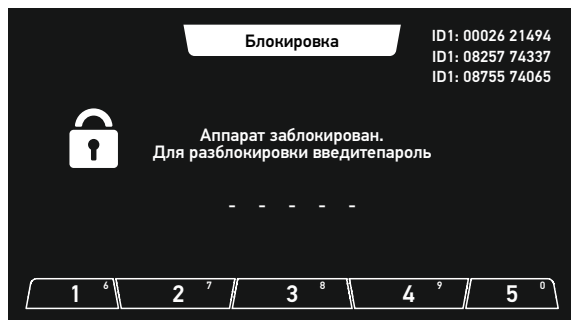 Блокировка
ID1: 00026 21494
ID1: 08257 74337
ID1: 08755 74065
Аппарат заблокирован.
Для разблокировки введитепароль
- - - - -
1 6 2 7 3 8 4 9 5 0